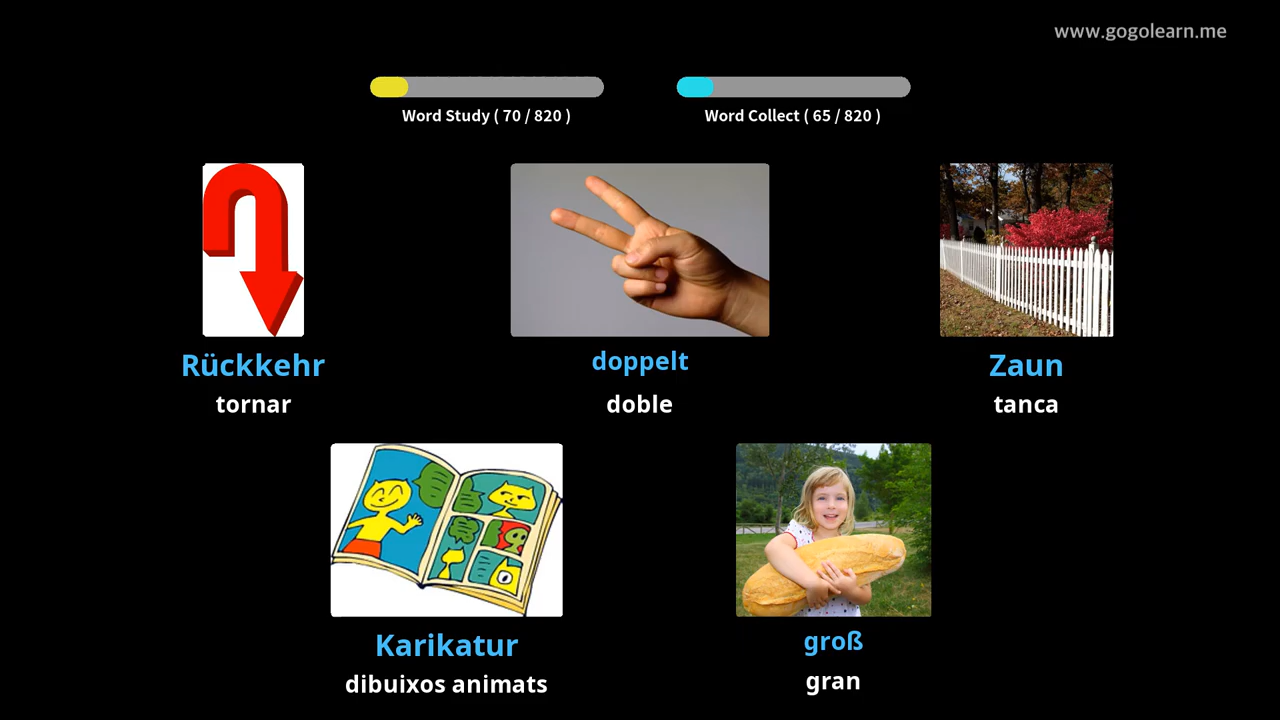 www.gogolearn.me
Word Study ( 70 / 820 )
Word Collect ( 65 / 820 )
Rückkehr
tornar
doppelt
doble
Zaun
tanca
Karikatur
dibuixos animats
groß
gran